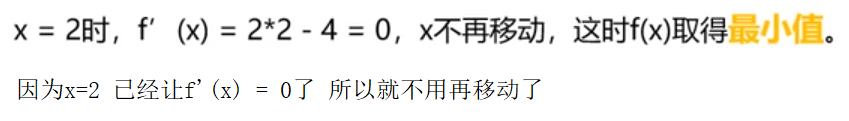 x = 2时，f'(x) = 2*2 - 4 = 0，x不再移动，这时f(x)取得最小值。
因为x=2 已经让f'(x) = 0了 所以就不用再移动了